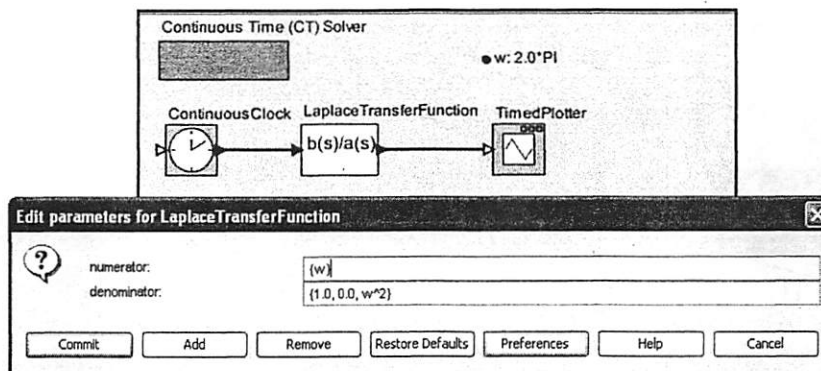 Continuous Time (CT) Solver
w: 2.0*PI
ContinuousClock LaplaceTransferFunction TimedPlotter
b(s)/a(s)
Edit parameters for LaplaceTransferFunction
?
numerator: {w}
denominator: {1.0, 0.0, w^2}
Commit Add Remove Restore Defaults Preferences Help Cancel